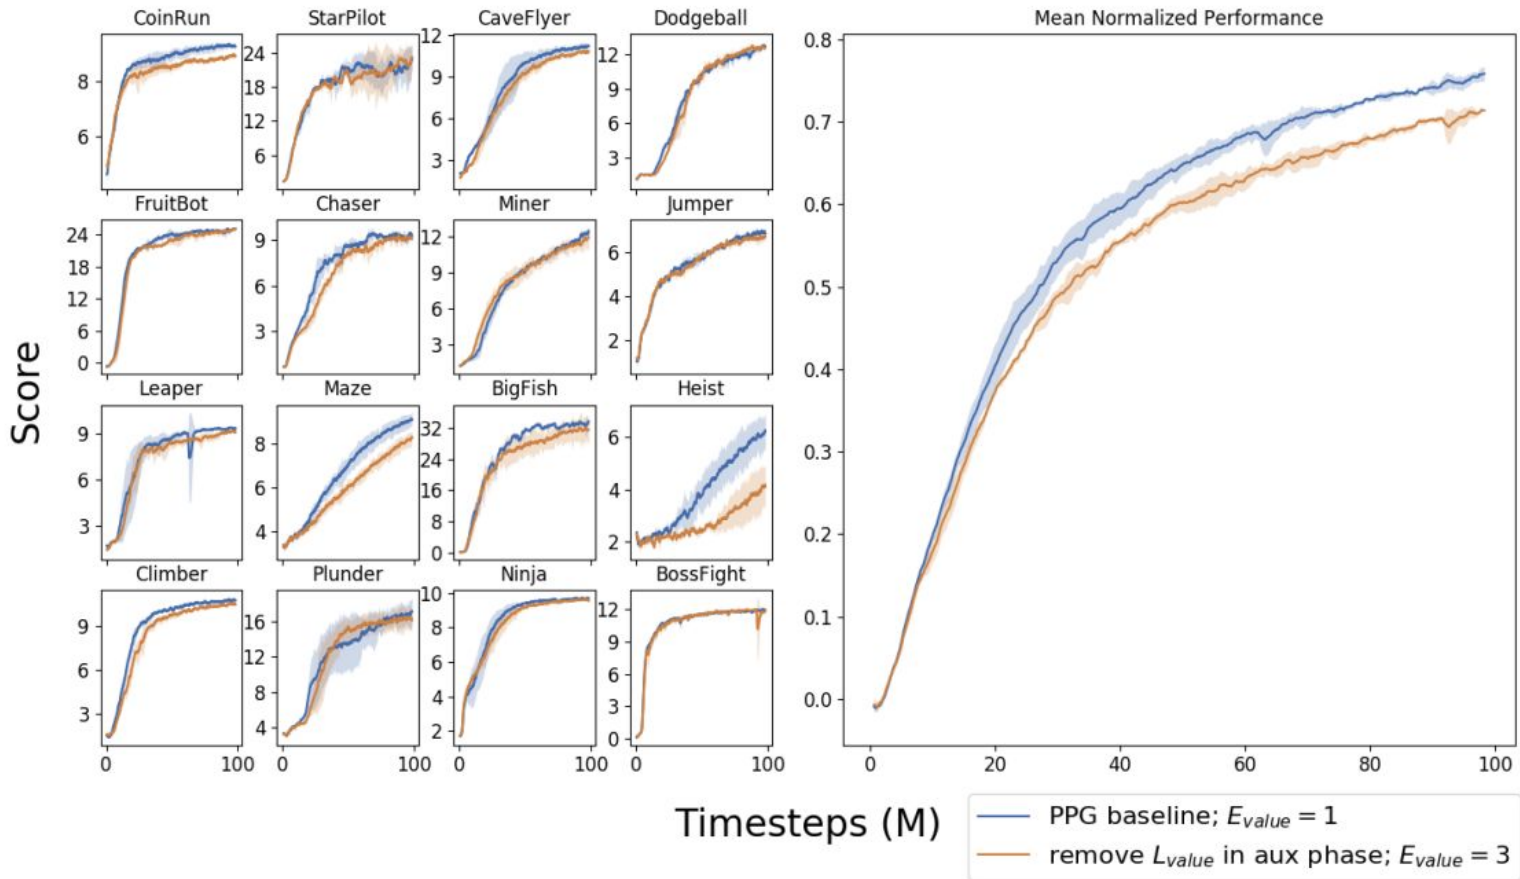 CoinRun StarPilot CaveFlyer Dodgeball Mean Normalized Performance
8 6
24 18 12 6
12 9 6 3
12 9 6 3
FruitBot Chaser Miner Jumper
24 18 12 6 0
9 6 3
12 9 6 3
6 4 2
Leaper Maze BigFish Heist
9 6 3
8 6 4
32 24 16 8 0
6 4 2
Climber Plunder Ninja BossFight
9 6 3
16 12 8 4
10 8 6 4 2
12 9 6 3 0
0 100 0 100 0 100 0 100
0.8
0.7
0.6
0.5
0.4
0.3
0.2
0.1
0.0
0 20 40 60 80 100
Score
Timesteps (M)
PPG baseline; E_value = 1
remove L_value in aux phase; E_value = 3